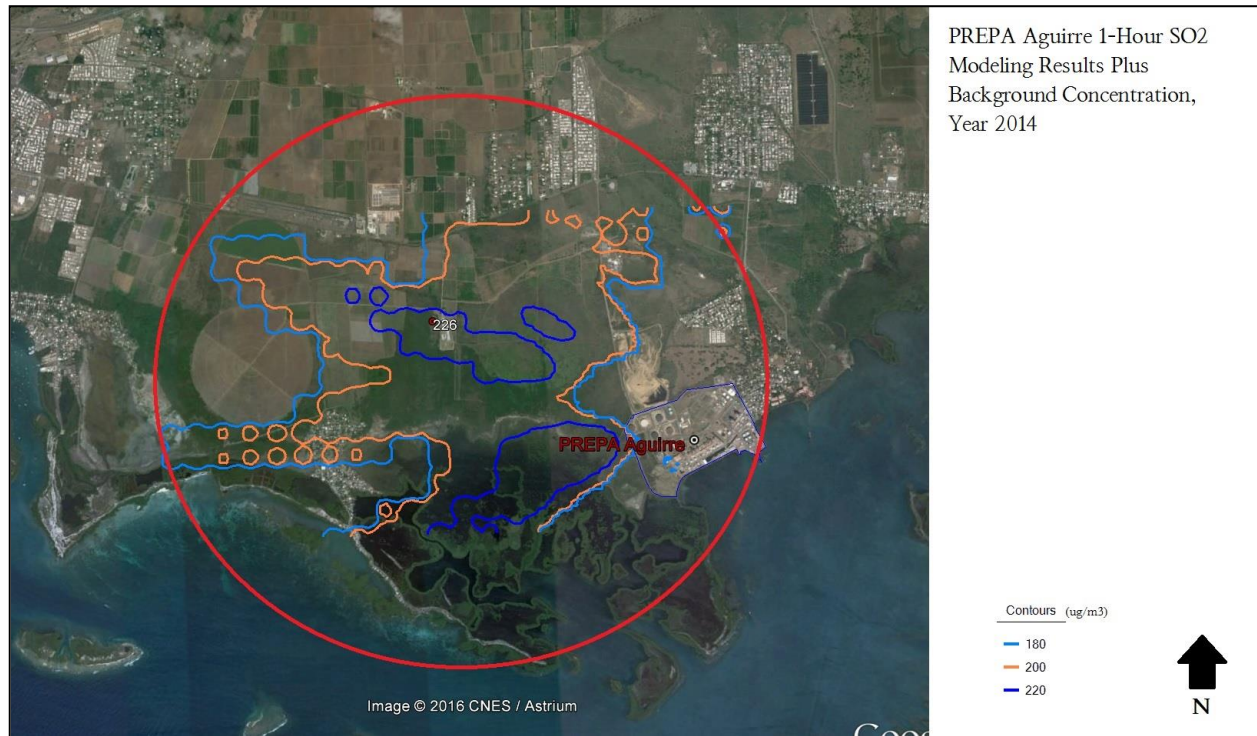 PREPA Aguirre 1-Hour SO2
Modeling Results Plus
Background Concentration,
Year 2014
226
PREPA Aguirre
Contours (ug/m3)
180
200
220
N
Image © 2016 CNES / Astrium